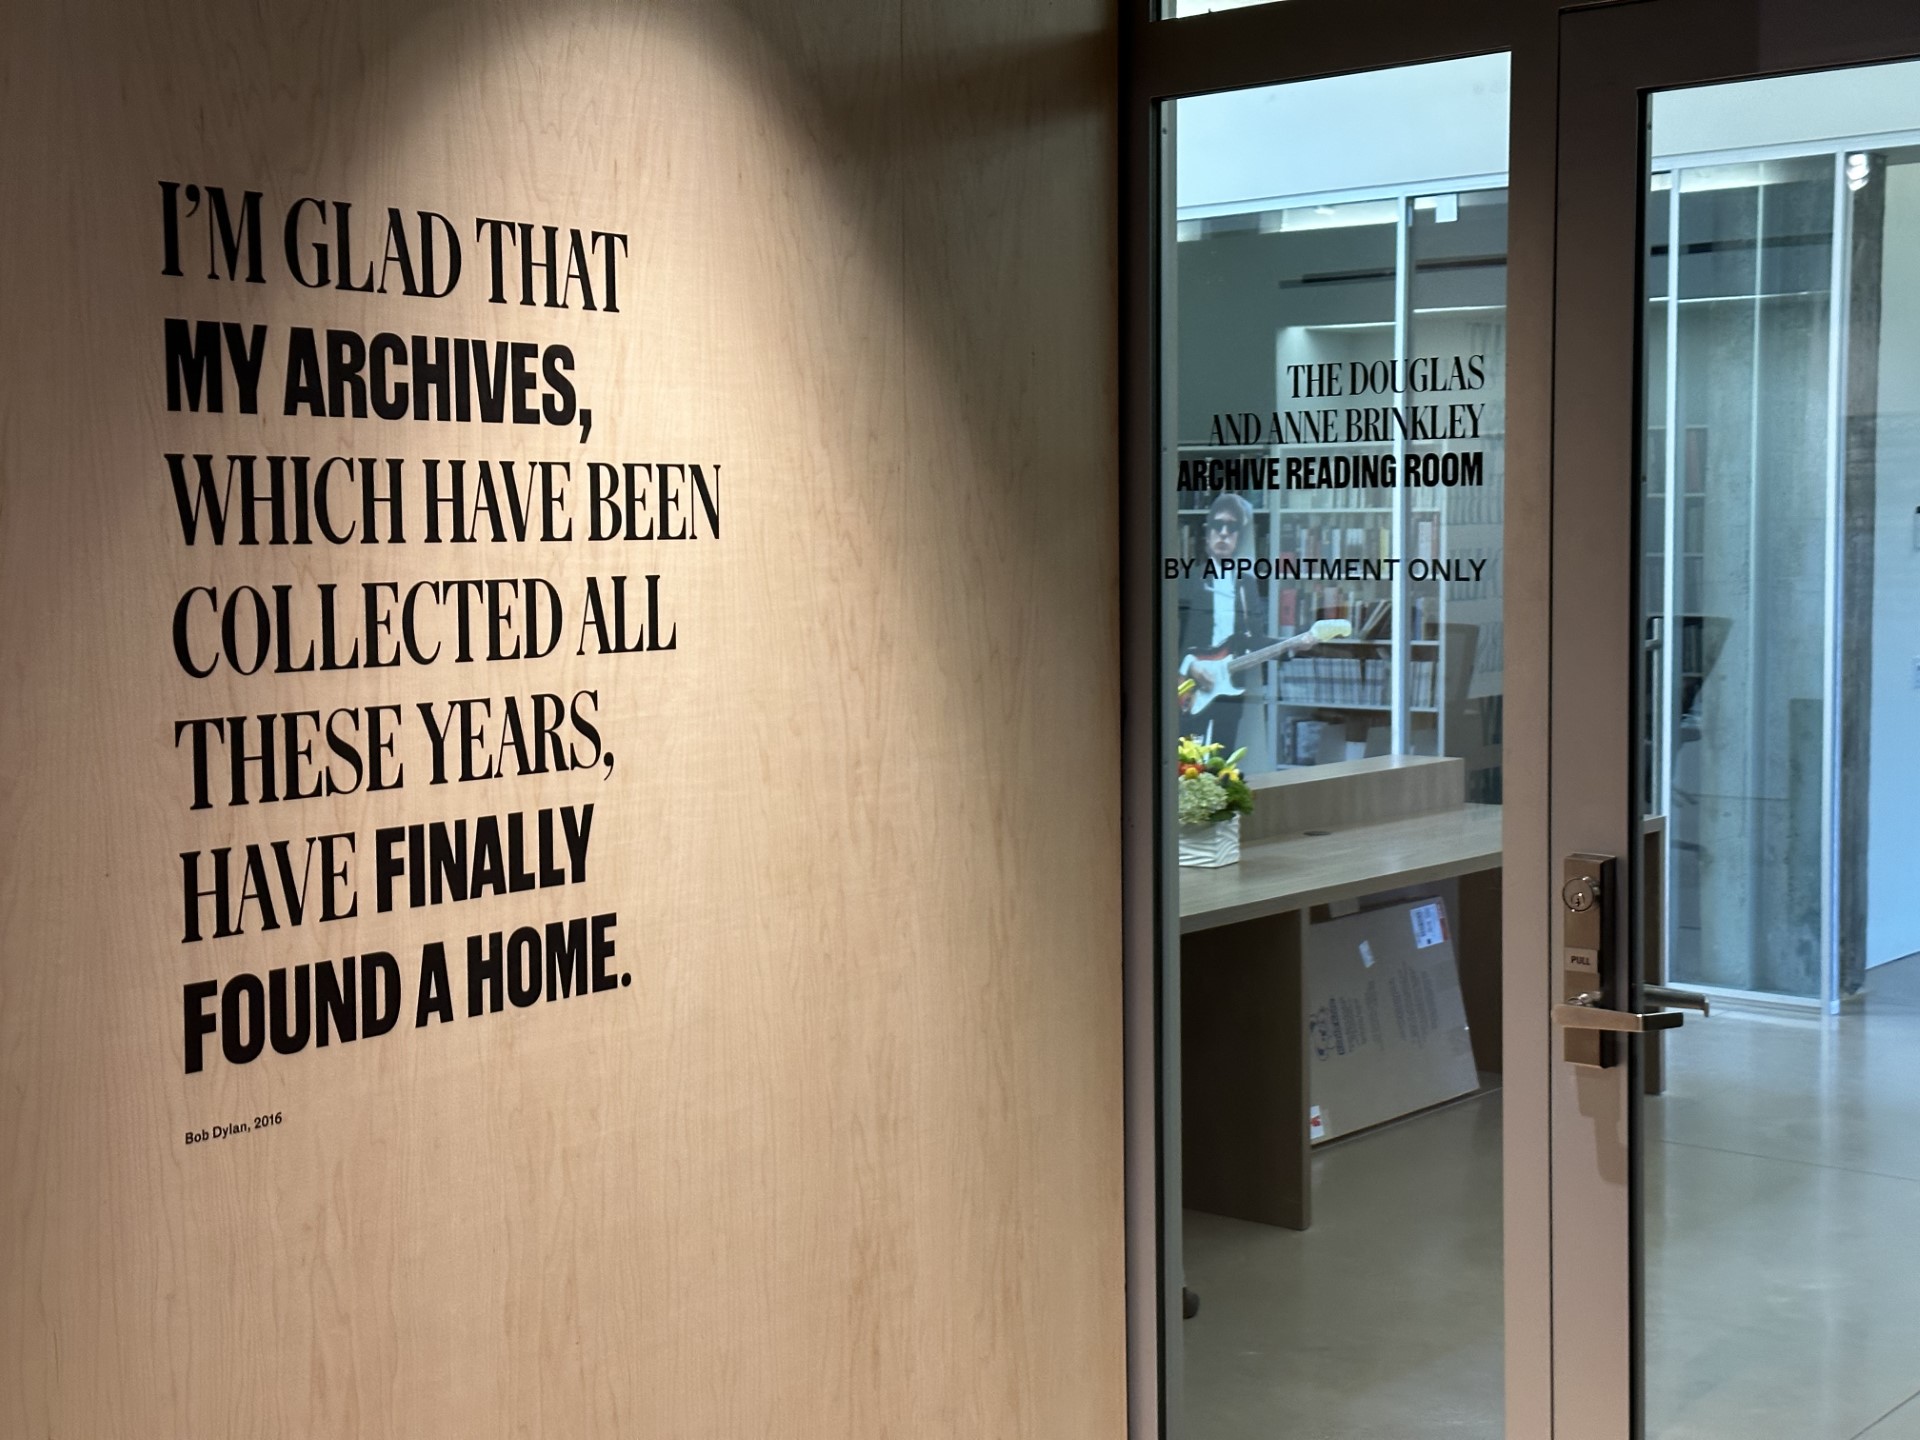 I'M GLAD THAT
MY ARCHIVES,
WHICH HAVE BEEN
COLLECTED ALL
THESE YEARS,
HAVE FINALLY
FOUND A HOME.
Bob Dylan, 2016
THE DOUGLAS
AND ANNE BRINKLEY
ARCHIVE READING ROOM
BY APPOINTMENT ONLY
PULL